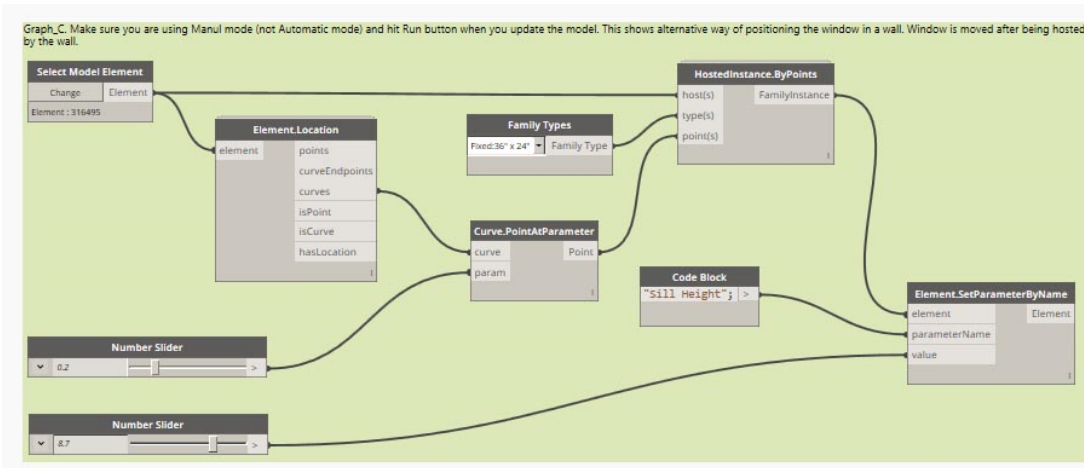 Graph_C. Make sure you are using Manul mode (not Automatic mode) and hit Run button when you update the model. This shows alternative way of positioning the window in a wall. Window is moved after being hosted
by the wall.
Select Model Element
Change Element
Element : 316495
Element.Location
element points
curveEndpoints
curves
isPoint
isCurve
hasLocation
Family Types
Fixed:36" x 24" Family Type
HostedInstance.ByPoints
host(s) FamilyInstance
type(s)
point(s)
Curve.PointAtParameter
curve Point
param
Code Block
"Sill Height"; >
Element.SetParameterByName
element Element
parameterName
value
Number Slider
0.2 >
Number Slider
8.7 >